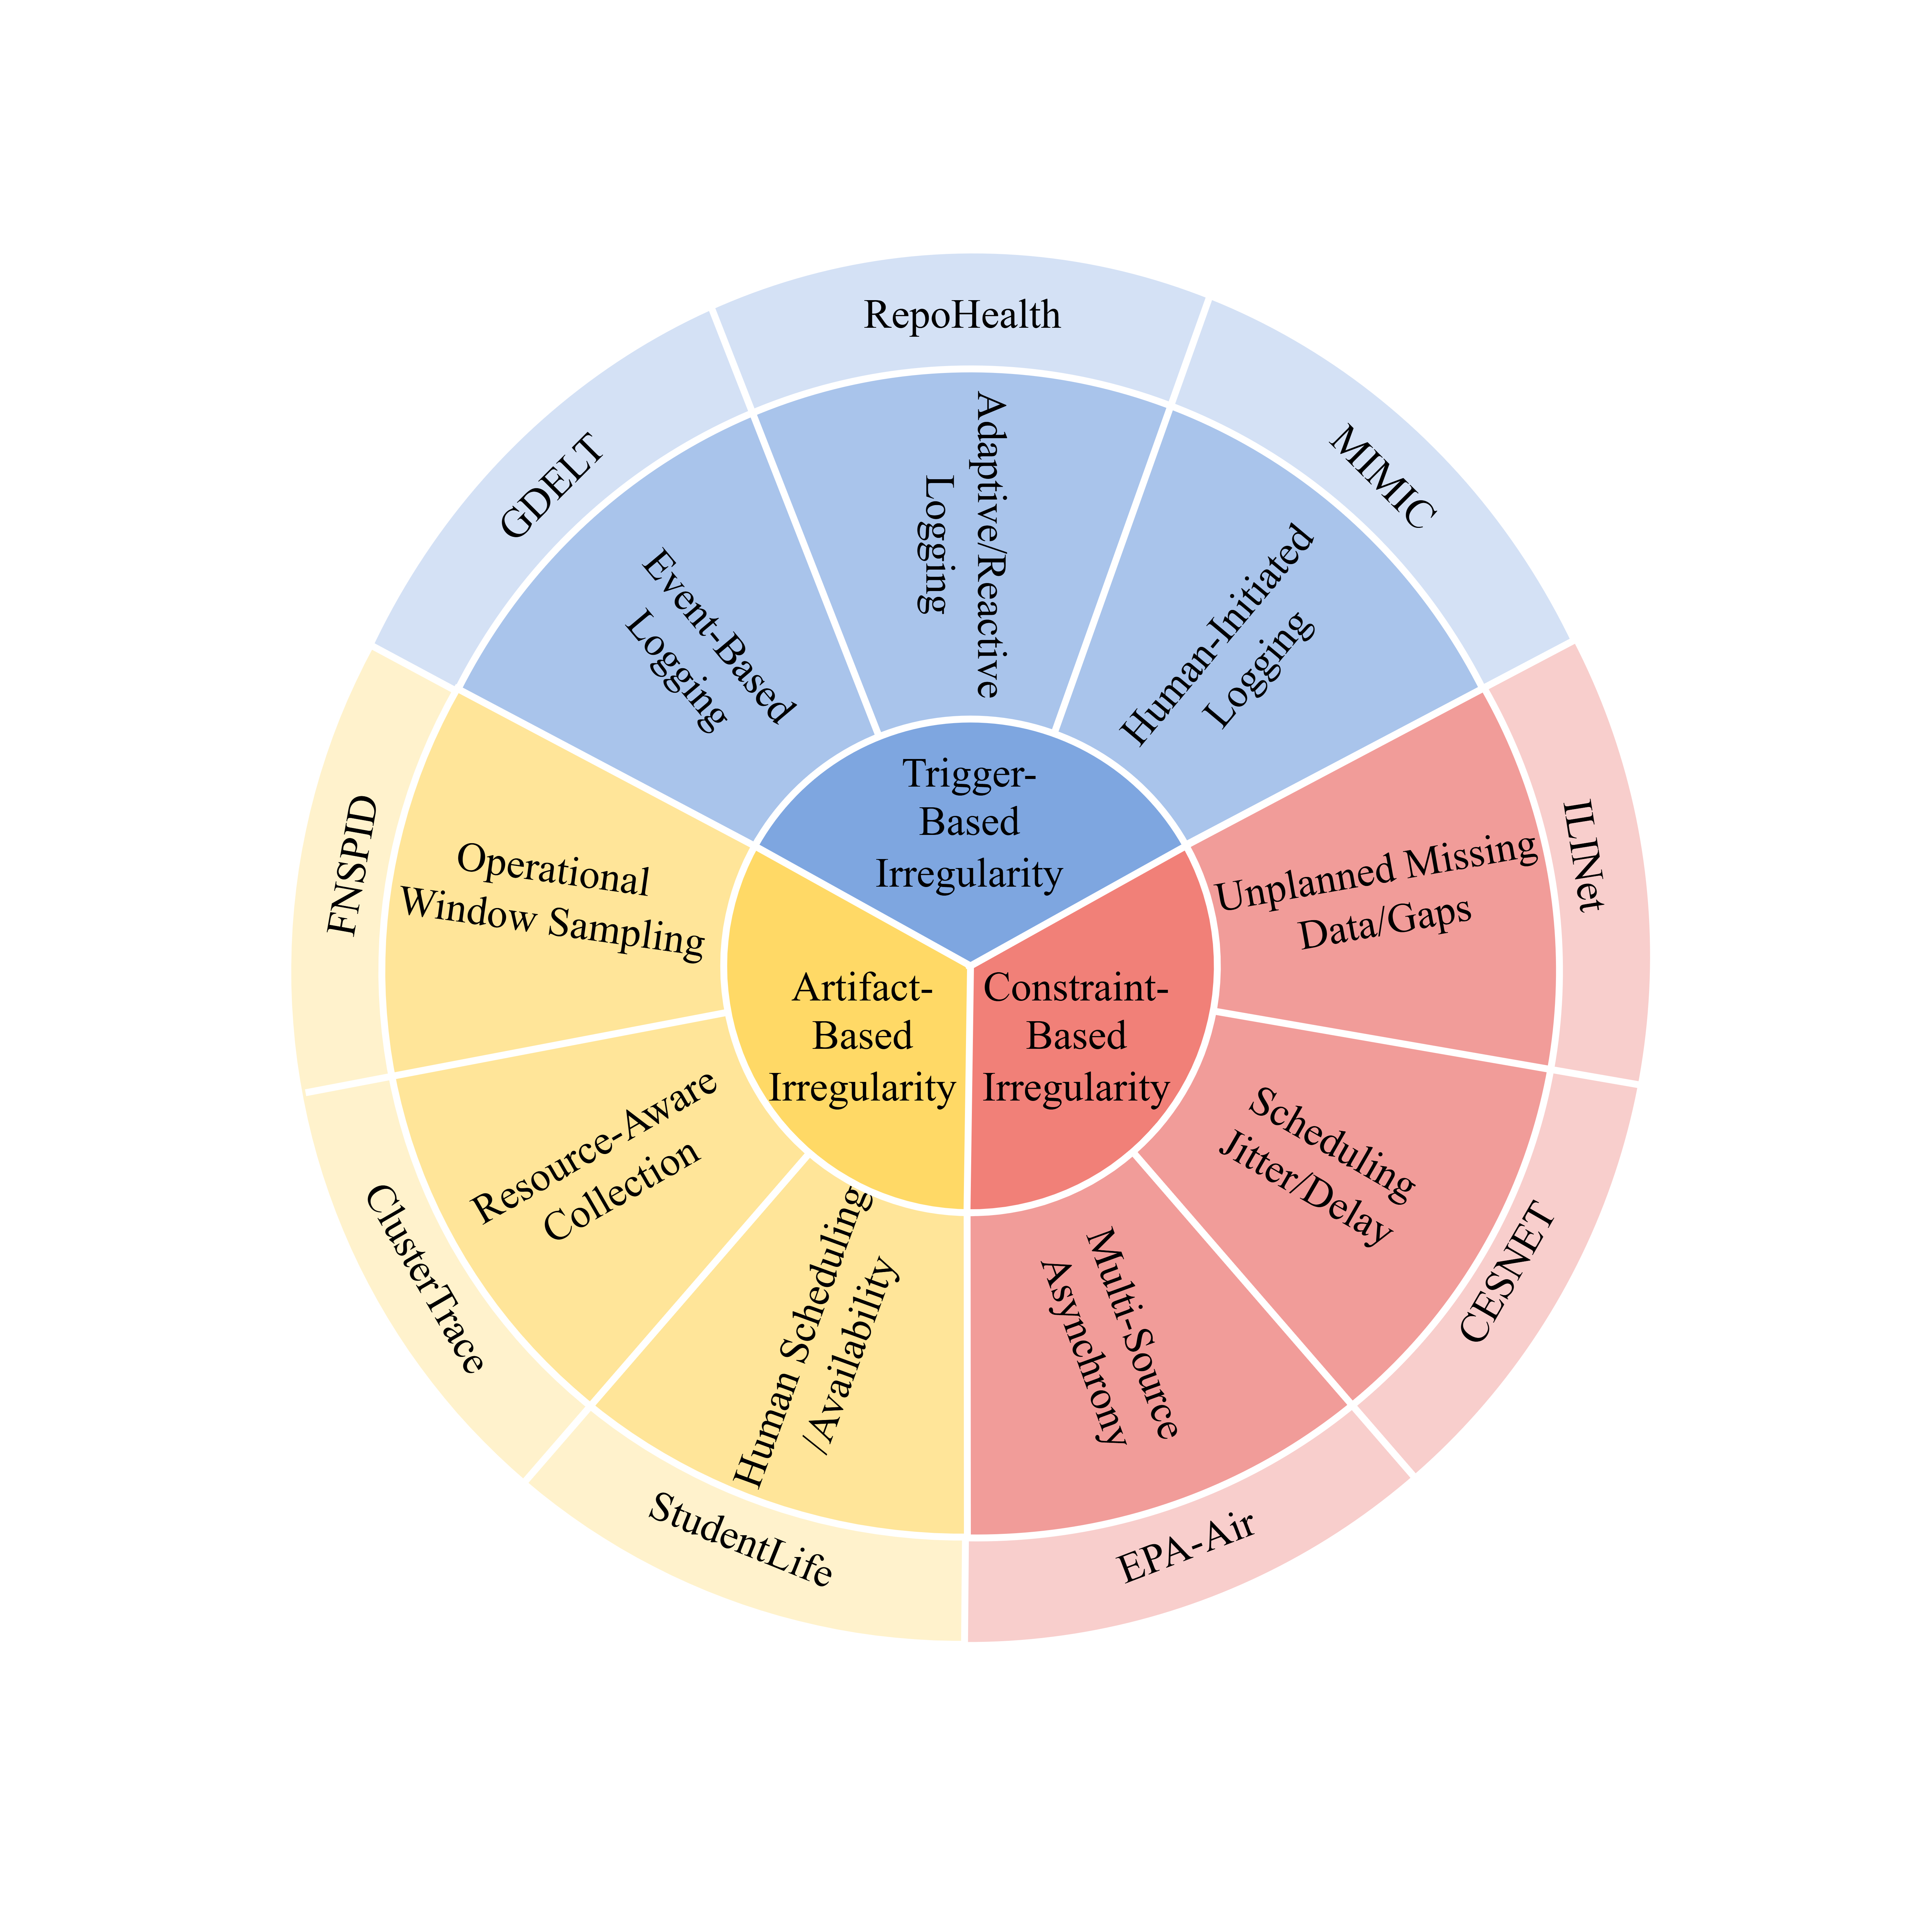 RepoHealth
MIMIC
GDELT
Adaptive/Reactive
Logging
Human-Initiated
Logging
Event-Based
Logging
Trigger-
Based
Irregularity
FNSPID
Operational
Window Sampling
Unplanned Missing
Data/Gaps
ILINet
Artifact-
Based
Irregularity
Constraint-
Based
Irregularity
Resource-Aware
Collection
ClusterTrace
Scheduling
Jitter/Delay
CESNET
Human Scheduling
/Availability
StudentLife
Multi-Source
Asynchrony
EPA-Air